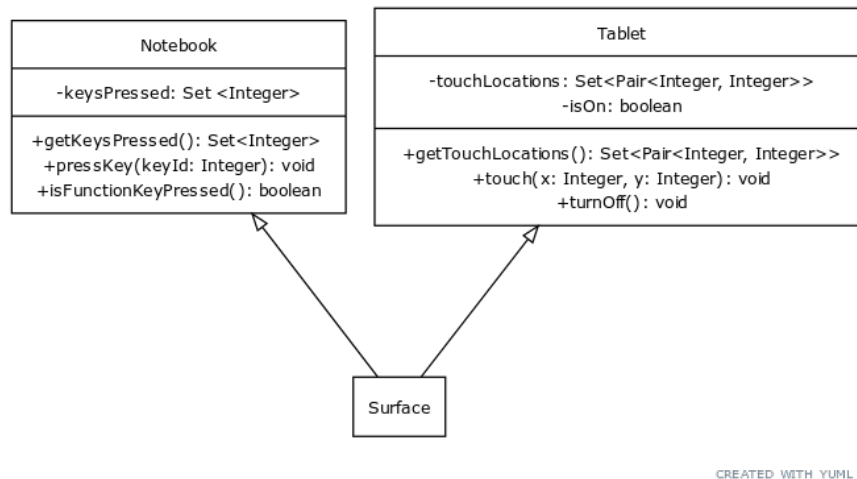 Notebook
-keysPressed: Set <Integer>
+getKeysPressed(): Set<Integer>
+pressKey(keyId: Integer): void
+isFunctionKeyPressed(): boolean
Tablet
-touchLocations: Set<Pair<Integer, Integer>>
-isOn: boolean
+getTouchLocations(): Set<Pair<Integer, Integer>>
+touch(x: Integer, y: Integer): void
+turnOff(): void
Surface
CREATED WITH YUML